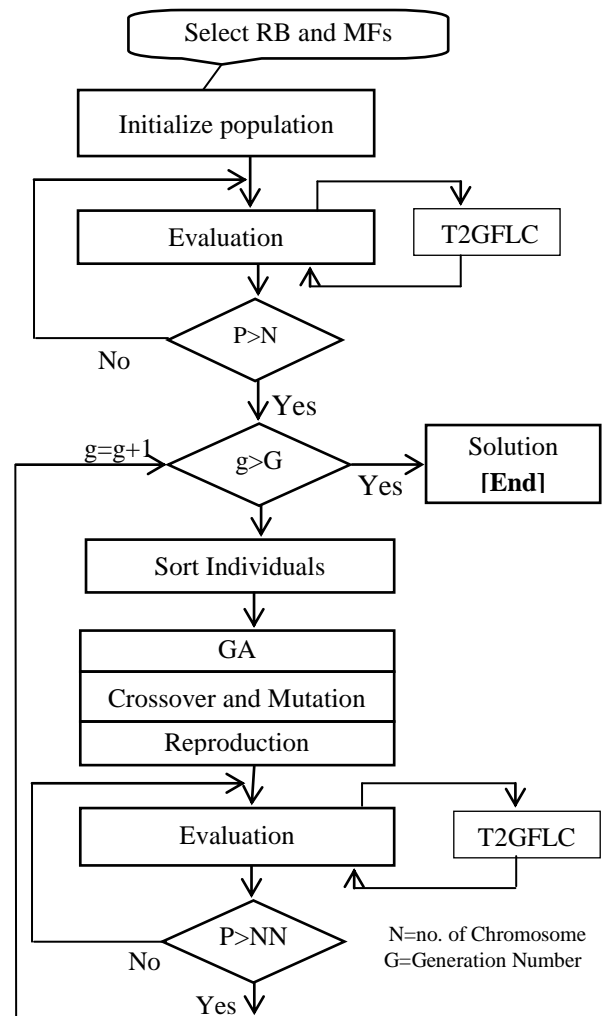 Select RB and MFs
Initialize population
Evaluation
T2GFLC
P>N
No
Yes
g=g+1
g>G
Yes
Solution
[End]
Sort Individuals
GA
Crossover and Mutation
Reproduction
Evaluation
T2GFLC
P>NN
No
Yes
N=no. of Chromosome
G=Generation Number